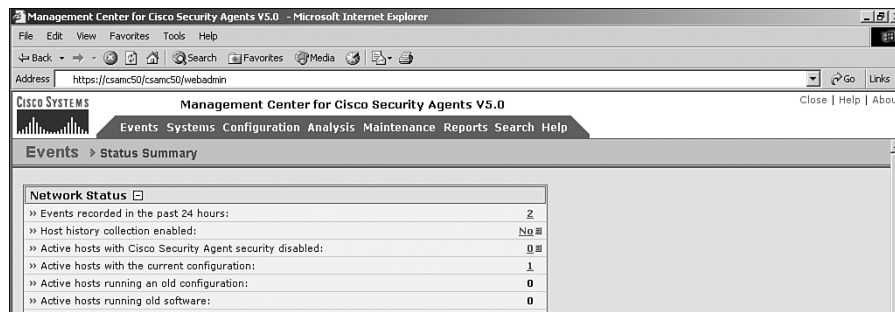 Management Center for Cisco Security Agents V5.0 - Microsoft Internet Explorer
File Edit View Favorites Tools Help
Back Search Favorites Media
Address https://csamc50/csamc50/webadmin Go Links
CISCO SYSTEMS Management Center for Cisco Security Agents V5.0 Close | Help | Abou
Events Systems Configuration Analysis Maintenance Reports Search Help
Events > Status Summary
Network Status
» Events recorded in the past 24 hours: 2
» Host history collection enabled: No
» Active hosts with Cisco Security Agent security disabled: 0
» Active hosts with the current configuration: 1
» Active hosts running an old configuration: 0
» Active hosts running old software: 0